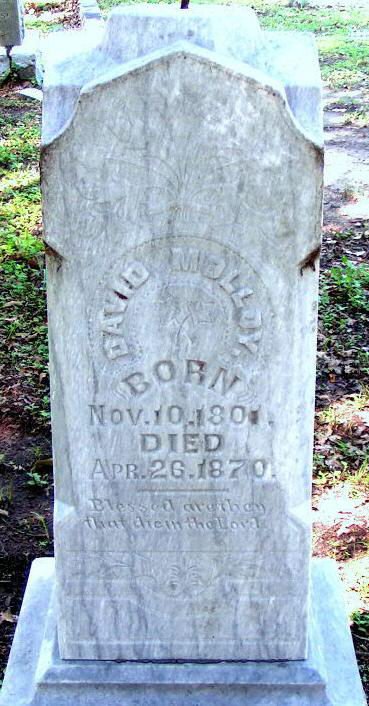 DAVID MOLLOY.
BORN
NOV. 10. 1801.
DIED
APR. 26. 1870.
Blessed are they
that die in the Lord.